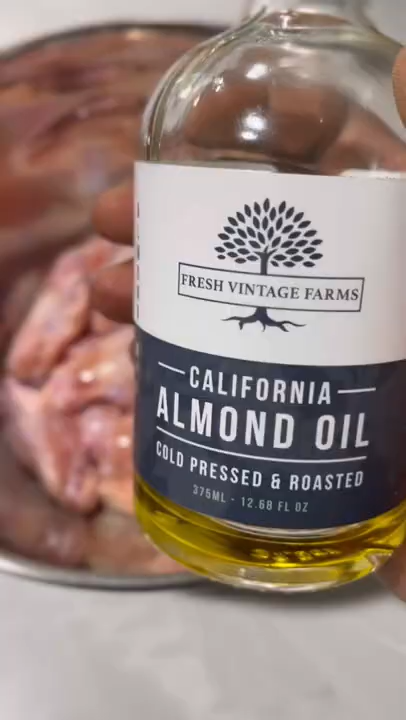 FRESH VINTAGE FARMS
CALIFORNIA
ALMOND OIL
COLD PRESSED & ROASTED
375ML - 12.68 FL OZ